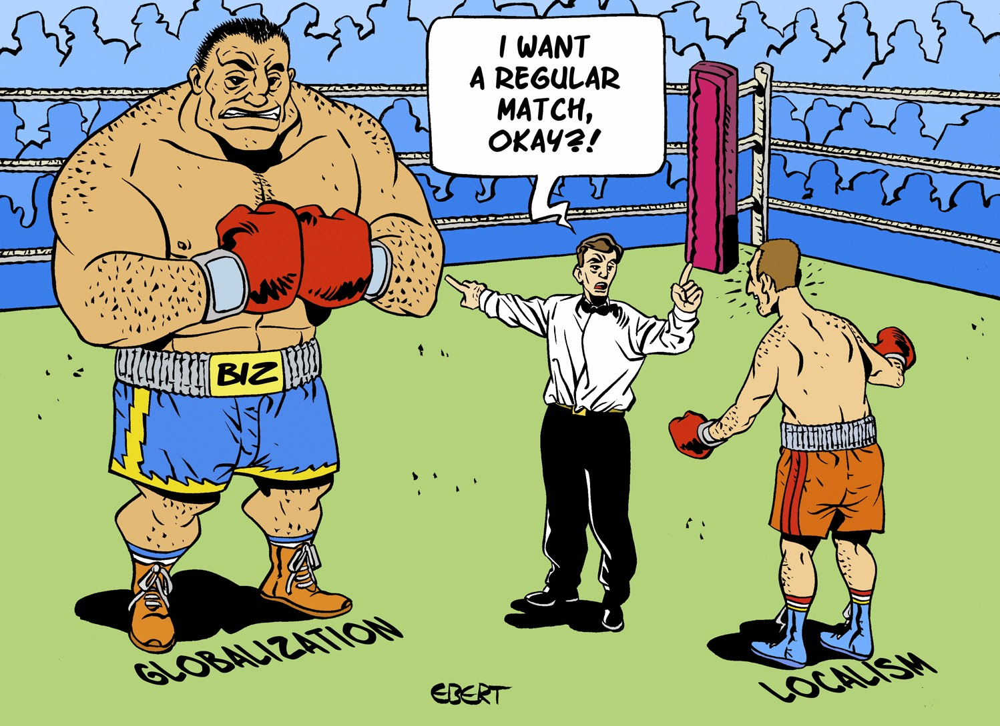 I WANT
A REGULAR
MATCH,
OKAY?!
BIZ
GLOBALIZATION
LOCALISM
EBERT